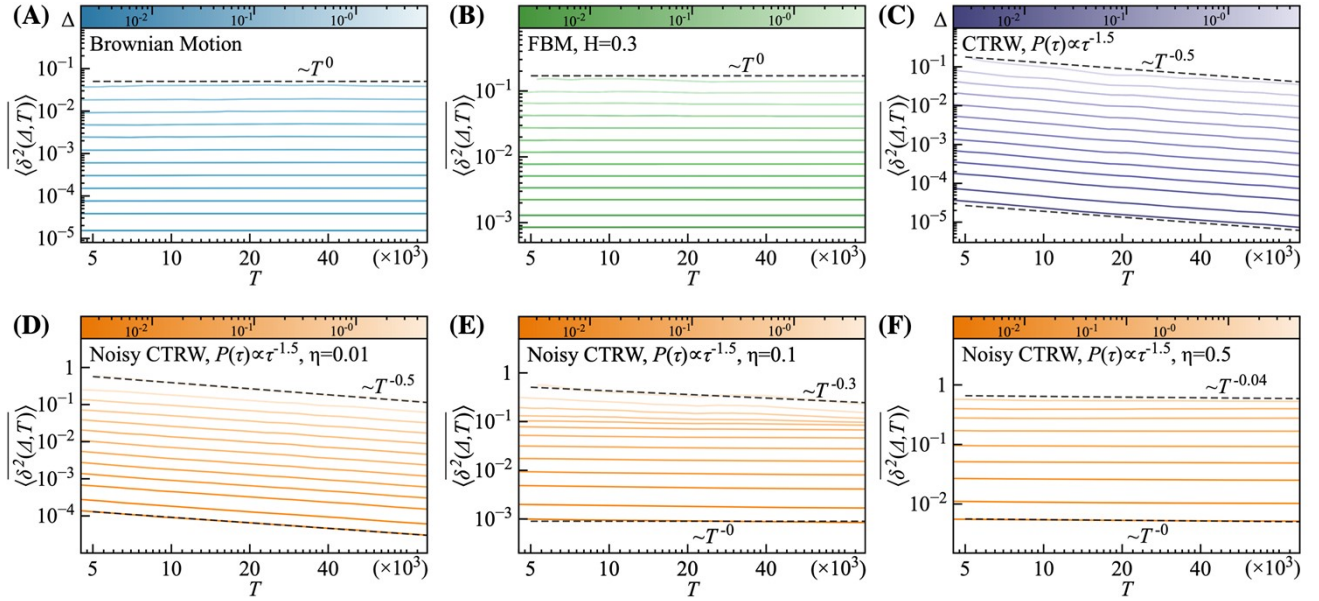 (A)
Δ 10⁻² 10⁻¹ 10⁻⁰
Brownian Motion
~T⁰
10⁻¹
10⁻²
10⁻³
10⁻⁴
10⁻⁵
⟨δ²(Δ,T)⟩
5 10 20 40 (×10³)
T
(B)
10⁻² 10⁻¹ 10⁻⁰
FBM, H=0.3
~T⁰
10⁻¹
10⁻²
10⁻³
⟨δ²(Δ,T)⟩
5 10 20 40 (×10³)
T
(C)
Δ 10⁻² 10⁻¹ 10⁻⁰
CTRW, P(τ)∝τ⁻¹·⁵
~T⁻⁰·⁵
10⁻¹
10⁻²
10⁻³
10⁻⁴
10⁻⁵
⟨δ²(Δ,T)⟩
5 10 20 40 (×10³)
T
(D)
10⁻² 10⁻¹ 10⁻⁰
Noisy CTRW, P(τ)∝τ⁻¹·⁵, η=0.01
~T⁻⁰·⁵
1
10⁻¹
10⁻²
10⁻³
10⁻⁴
⟨δ²(Δ,T)⟩
5 10 20 40 (×10³)
T
(E)
10⁻² 10⁻¹ 10⁻⁰
Noisy CTRW, P(τ)∝τ⁻¹·⁵, η=0.1
~T⁻⁰·³
1
10⁻¹
10⁻²
10⁻³
~T⁻⁰
⟨δ²(Δ,T)⟩
5 10 20 40 (×10³)
T
(F)
10⁻² 10⁻¹ 10⁻⁰
Noisy CTRW, P(τ)∝τ⁻¹·⁵, η=0.5
~T⁻⁰·⁰⁴
1
10⁻¹
10⁻²
~T⁻⁰
⟨δ²(Δ,T)⟩
5 10 20 40 (×10³)
T